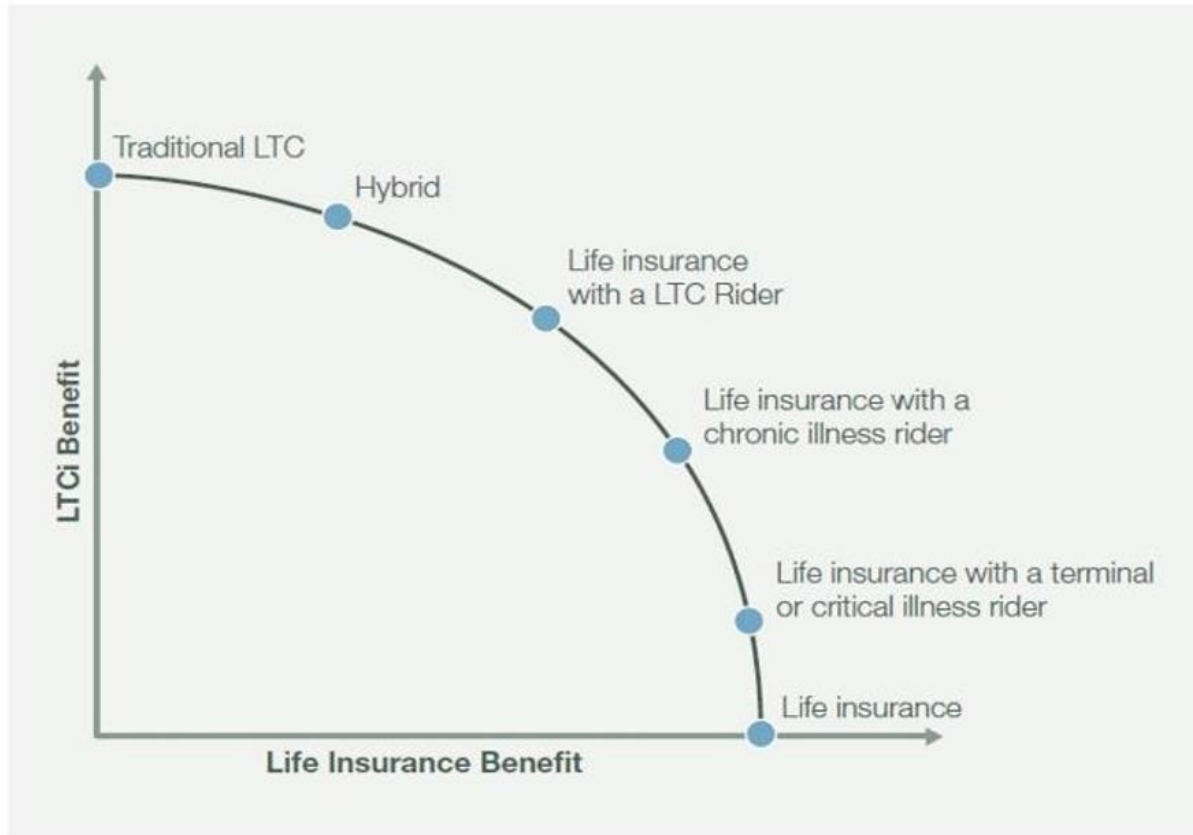 Traditional LTC
Hybrid
Life insurance
with a LTC Rider
Life insurance with a
chronic illness rider
Life insurance with a terminal
or critical illness rider
Life insurance
LTCi Benefit
Life Insurance Benefit